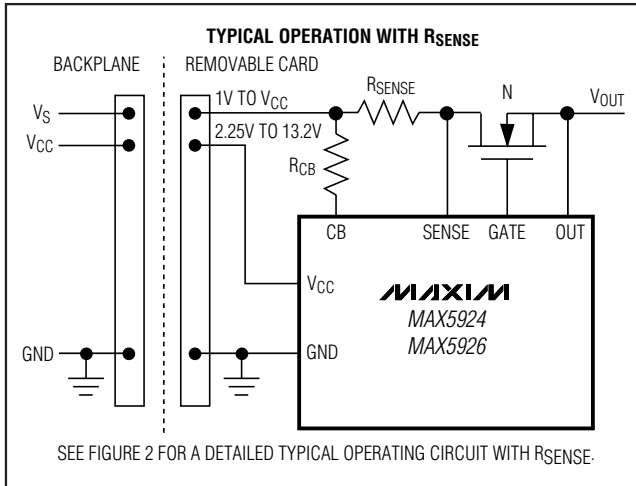 TYPICAL OPERATION WITH RSENSE
BACKPLANE
REMOVABLE CARD
VS
VCC
GND
1V TO VCC
2.25V TO 13.2V
RSENSE
N
VOUT
RCB
CB
SENSE
GATE
OUT
VCC
MAXIM
MAX5924
MAX5926
GND
SEE FIGURE 2 FOR A DETAILED TYPICAL OPERATING CIRCUIT WITH RSENSE.